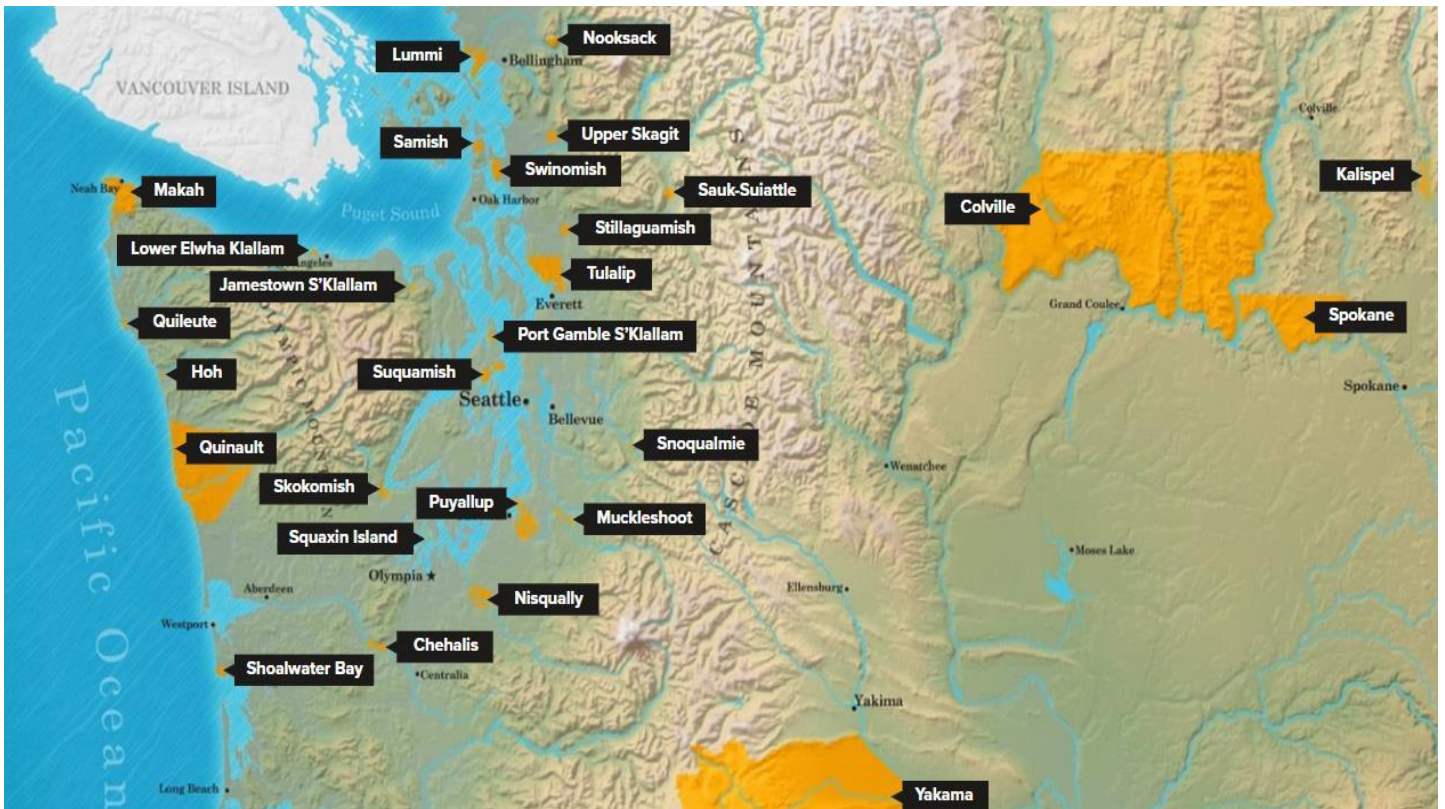 Nooksack
Lummi
Bellingham
VANCOUVER ISLAND
Colville
Samish
Upper Skagit
Swinomish
Kalispel
Neah Bay
Makah
Sauk-Suiattle
Oak Harbor
Colville
Puget Sound
Stillaguamish
Lower Elwha Klallam
Angeles
Tulalip
Jamestown S'Klallam
Everett
Grand Coulee
Spokane
Quileute
Port Gamble S'Klallam
Hoh
Suquamish
Spokane
Seattle
Bellevue
Quinault
Snoqualmie
Wenatchee
Skokomish
Puyallup
Muckleshoot
Squaxin Island
Moses Lake
Olympia
Aberdeen
Ellensburg
Nisqually
Westport
Chehalis
Shoalwater Bay
Centralia
Yakima
Long Beach
Yakama
Pacific Ocean
CASCADE MOUNTAINS